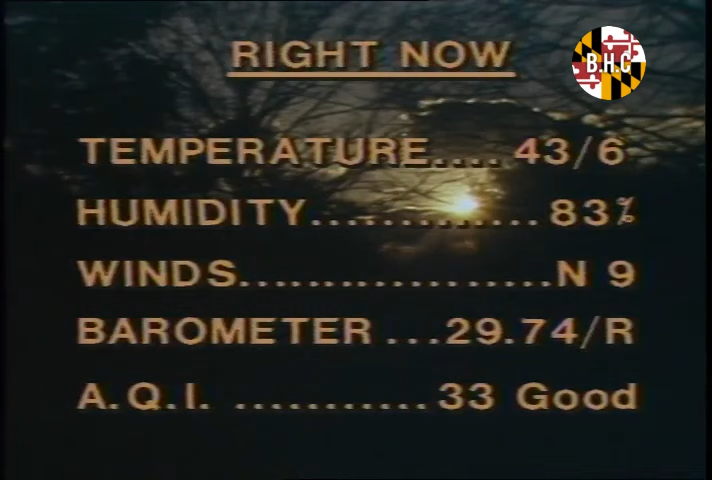 RIGHT NOW
B.H.C
TEMPERATURE.... 43/6
HUMIDITY............. 83%
WINDS...................N 9
BAROMETER ...29.74/R
A.Q.I. ........... 33 Good